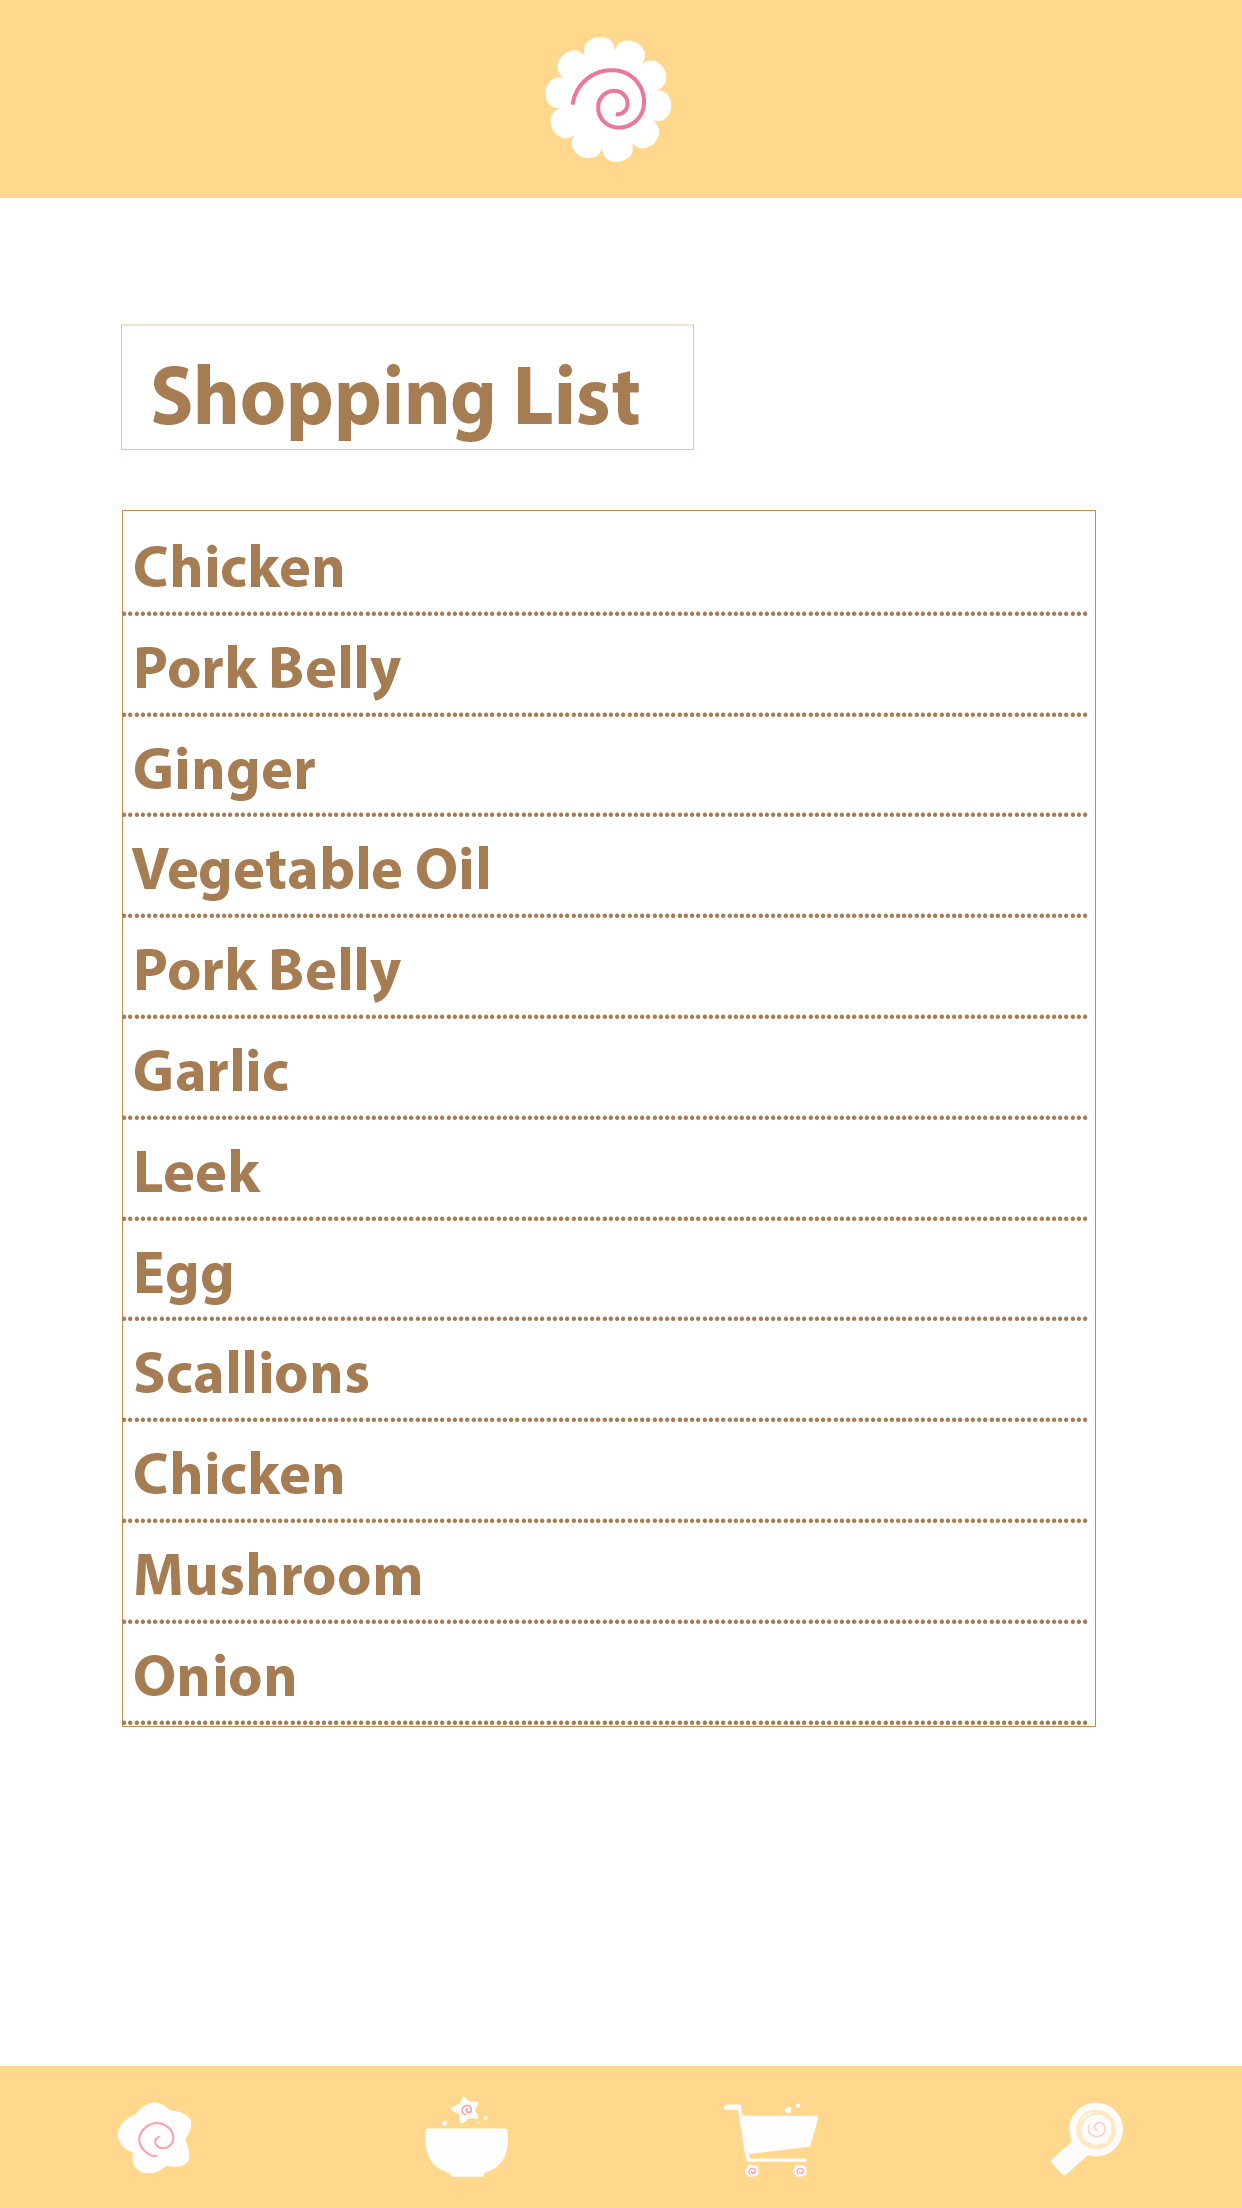 Shopping List
Chicken
Pork Belly
Ginger
Vegetable Oil
Pork Belly
Garlic
Leek
Egg
Scallions
Chicken
Mushroom
Onion